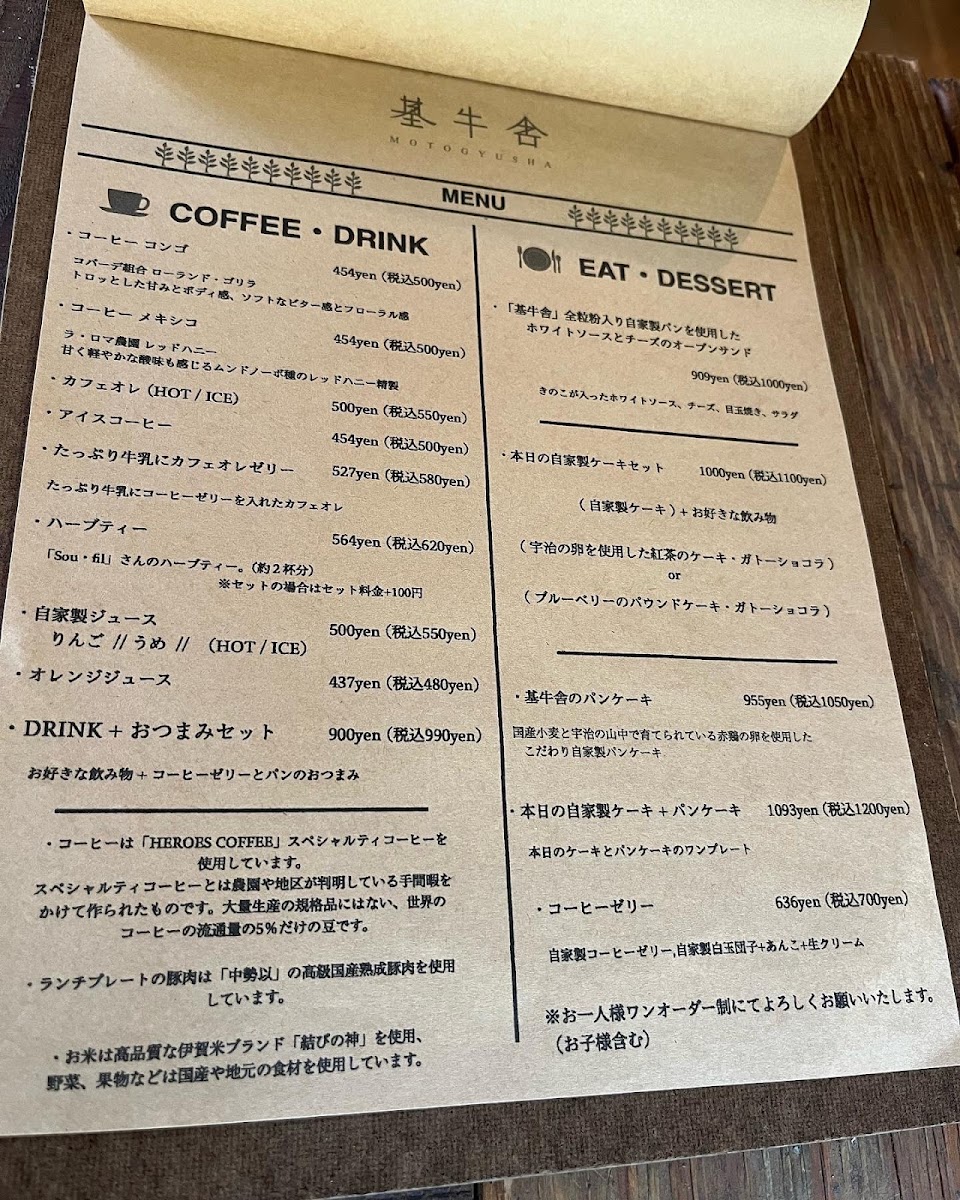 基牛舎
MOTOGYUSHA
MENU
COFFEE・DRINK
・コーヒー コンゴ
454yen (税込500yen)
コパーデ組合 ローランド・ゴリラ
トロッとした甘みとボディ感、ソフトなビター感とフローラル感
・コーヒー メキシコ
454yen (税込500yen)
ラ・ロマ農園 レッドハニー
甘く軽やかな酸味も感じるムンドノーボ種のレッドハニー精製
・カフェオレ (HOT / ICE)
500yen (税込550yen)
・アイスコーヒー
454yen (税込500yen)
・たっぷり牛乳にカフェオレゼリー
527yen (税込580yen)
たっぷり牛乳にコーヒーゼリーを入れたカフェオレ
・ハーブティー
564yen (税込620yen)
「Sou・fil」さんのハーブティー。(約２杯分)
※セットの場合はセット料金+100円
・自家製ジュース
りんご // うめ // (HOT / ICE)
500yen (税込550yen)
・オレンジジュース
437yen (税込480yen)
・DRINK + おつまみセット
900yen (税込990yen)
お好きな飲み物 + コーヒーゼリーとパンのおつまみ
・コーヒーは「HEROES COFFEE」スペシャルティコーヒーを
使用しています。
スペシャルティコーヒーとは農園や地区が判明している手間暇を
かけて作られたものです。大量生産の規格品にはない、世界の
コーヒーの流通量の5%だけの豆です。
・ランチプレートの豚肉は「中勢以」の高級国産熟成豚肉を使用
しています。
・お米は高品質な伊賀米ブランド「結びの神」を使用、
野菜、果物などは国産や地元の食材を使用しています。
EAT・DESSERT
・「基牛舎」全粒粉入り自家製パンを使用した
ホワイトソースとチーズのオープンサンド
909yen (税込1000yen)
きのこが入ったホワイトソース、チーズ、目玉焼き、サラダ
・本日の自家製ケーキセット
1000yen (税込1100yen)
( 自家製ケーキ ) + お好きな飲み物
( 宇治の卵を使用した紅茶のケーキ・ガトーショコラ )
or
( ブルーベリーのパウンドケーキ・ガトーショコラ )
・基牛舎のパンケーキ
955yen (税込1050yen)
国産小麦と宇治の山中で育てられている赤鶏の卵を使用した
こだわり自家製パンケーキ
・本日の自家製ケーキ + パンケーキ
1093yen (税込1200yen)
本日のケーキとパンケーキのワンプレート
・コーヒーゼリー
636yen (税込700yen)
自家製コーヒーゼリー,自家製白玉団子+あんこ+生クリーム
※お一人様ワンオーダー制にてよろしくお願いいたします。
(お子様含む)